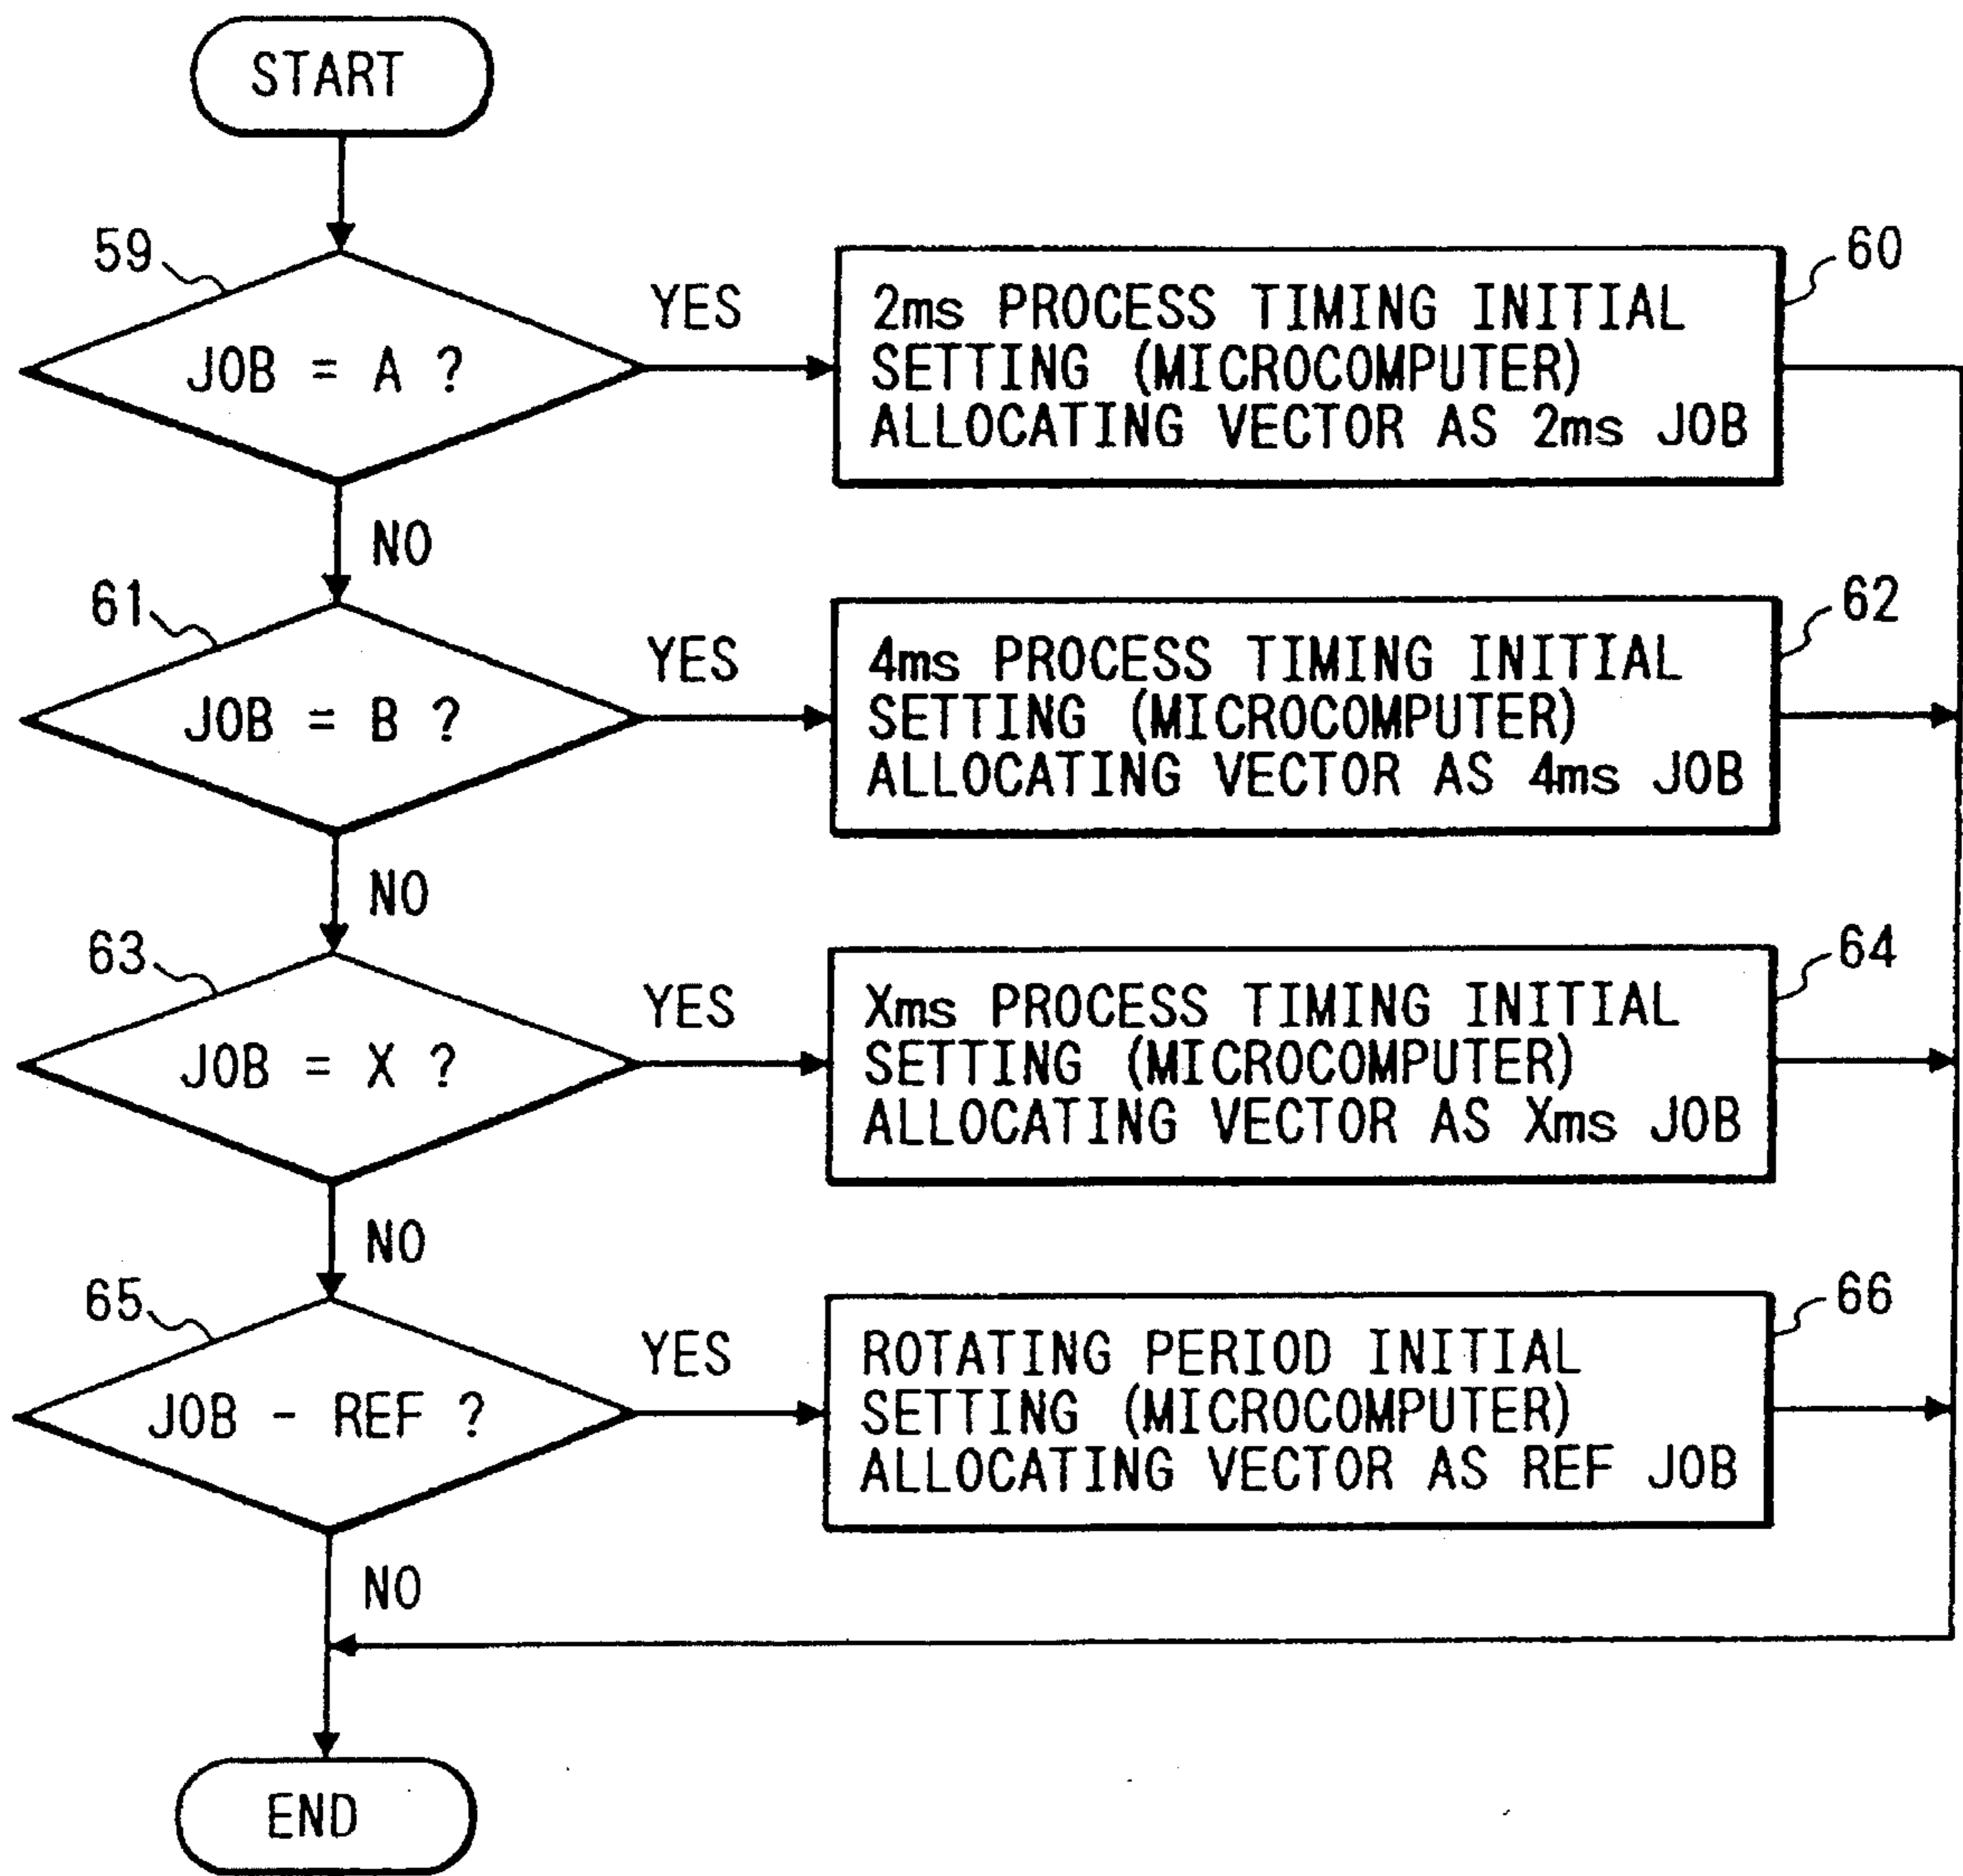 START
59
JOB = A ?
YES
2ms PROCESS TIMING INITIAL
SETTING (MICROCOMPUTER)
ALLOCATING VECTOR AS 2ms JOB
60
NO
61
JOB = B ?
YES
4ms PROCESS TIMING INITIAL
SETTING (MICROCOMPUTER)
ALLOCATING VECTOR AS 4ms JOB
62
NO
63
JOB = X ?
YES
Xms PROCESS TIMING INITIAL
SETTING (MICROCOMPUTER)
ALLOCATING VECTOR AS Xms JOB
64
NO
65
JOB - REF ?
YES
ROTATING PERIOD INITIAL
SETTING (MICROCOMPUTER)
ALLOCATING VECTOR AS REF JOB
66
NO
END